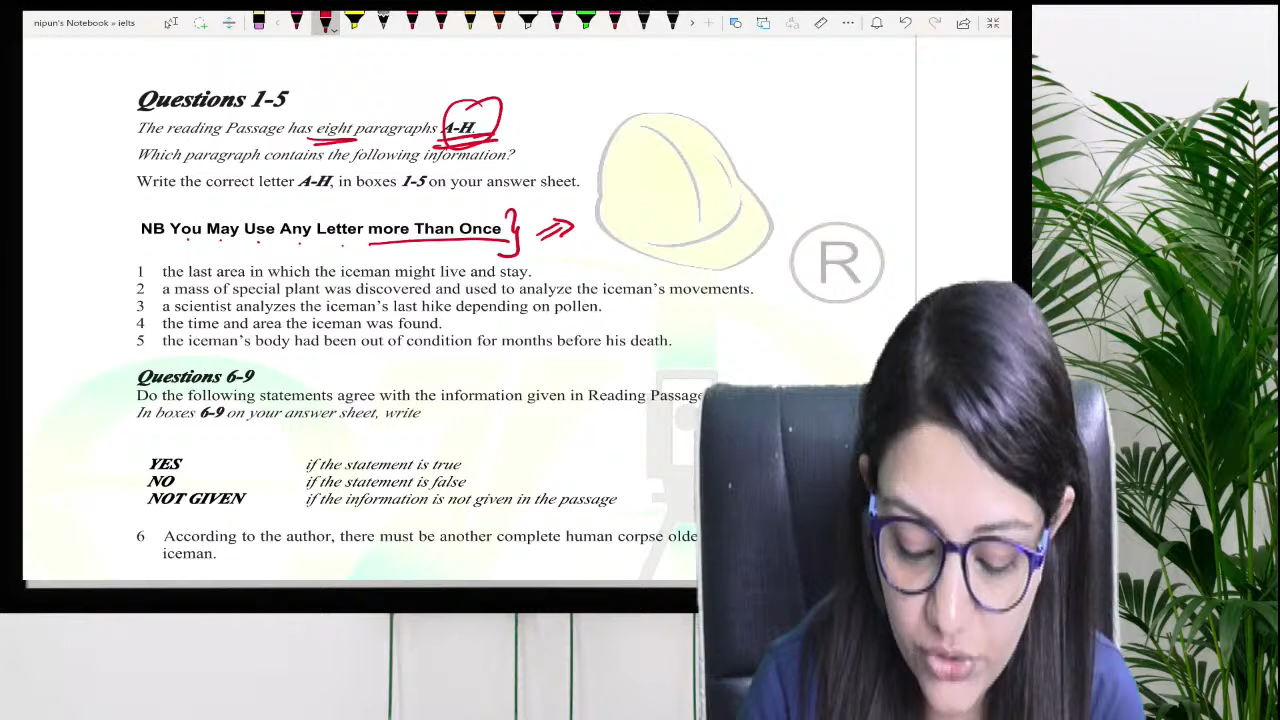 nipun's Notebook » ielts
Questions 1-5
The reading Passage has eight paragraphs A-H.
Which paragraph contains the following information?
Write the correct letter A-H, in boxes 1-5 on your answer sheet.
NB You May Use Any Letter more Than Once
R
1 the last area in which the iceman might live and stay.
2 a mass of special plant was discovered and used to analyze the iceman's movements.
3 a scientist analyzes the iceman's last hike depending on pollen.
4 the time and area the iceman was found.
5 the iceman's body had been out of condition for months before his death.
Questions 6-9
Do the following statements agree with the information given in Reading Passage
In boxes 6-9 on your answer sheet, write
YES if the statement is true
NO if the statement is false
NOT GIVEN if the information is not given in the passage
6 According to the author, there must be another complete human corpse olde
iceman.